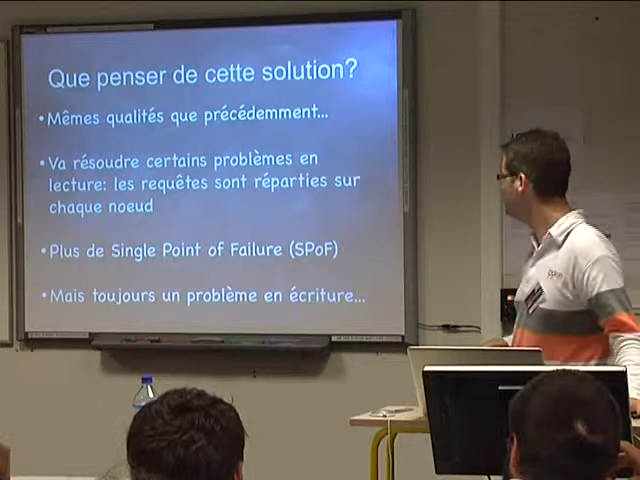 Que penser de cette solution?
•Mêmes qualités que précédemment...
•Va résoudre certains problèmes en
lecture: les requêtes sont réparties sur
chaque noeud
•Plus de Single Point of Failure (SPoF)
•Mais toujours un problème en écriture...